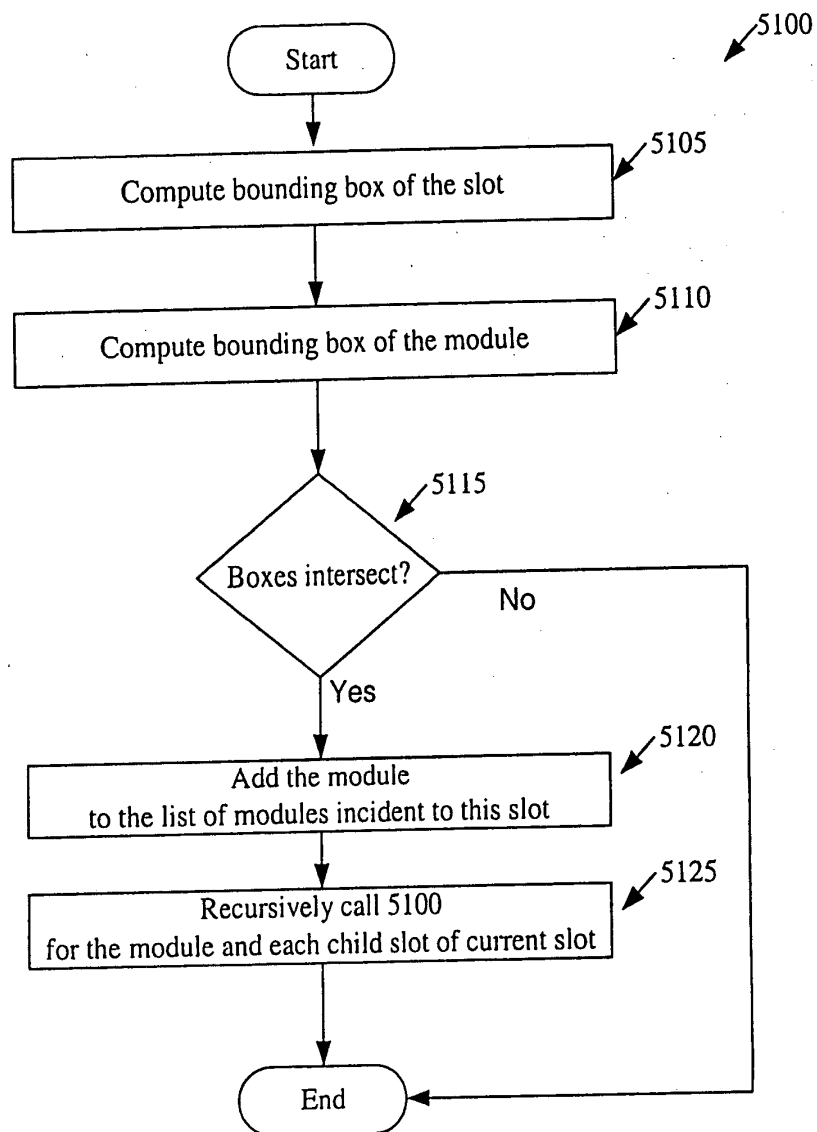 5100
Start
5105
Compute bounding box of the slot
5110
Compute bounding box of the module
5115
Boxes intersect?
No
Yes
5120
Add the module
to the list of modules incident to this slot
5125
Recursively call 5100
for the module and each child slot of current slot
End